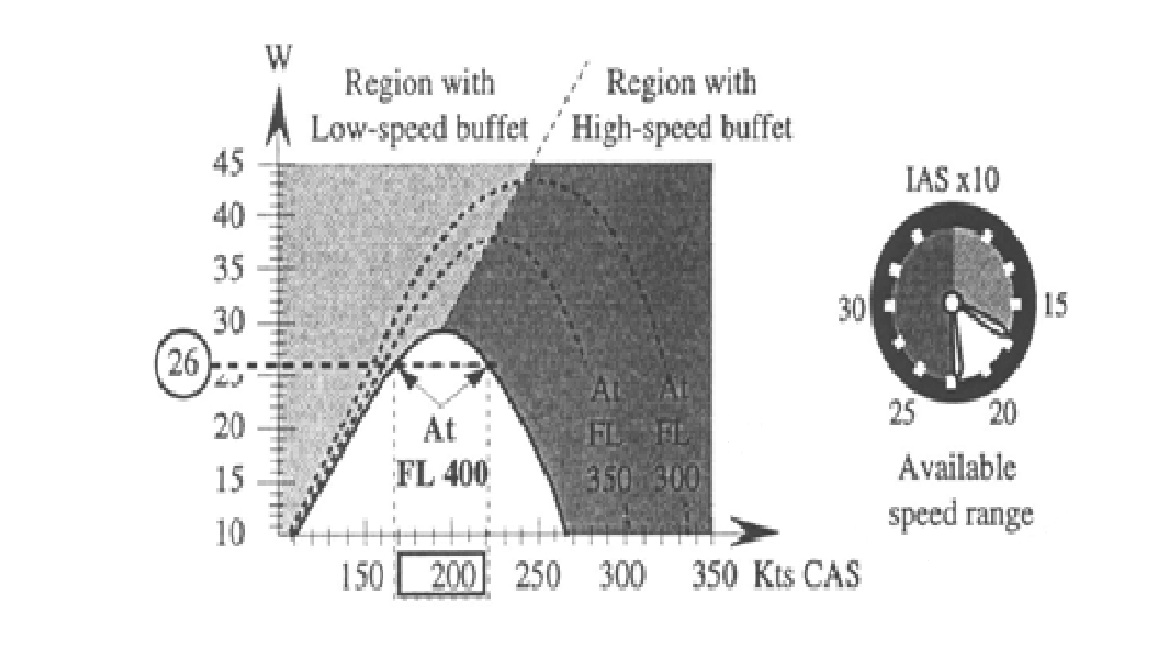 W
Region with
Low-speed buffet
Region with
High-speed buffet
45
40
35
30
26
25
20
15
10
At
FL 400
At
FL
350
At
FL
300
150
200
250
300
350 Kts CAS
IAS x10
30
15
25
20
Available
speed range